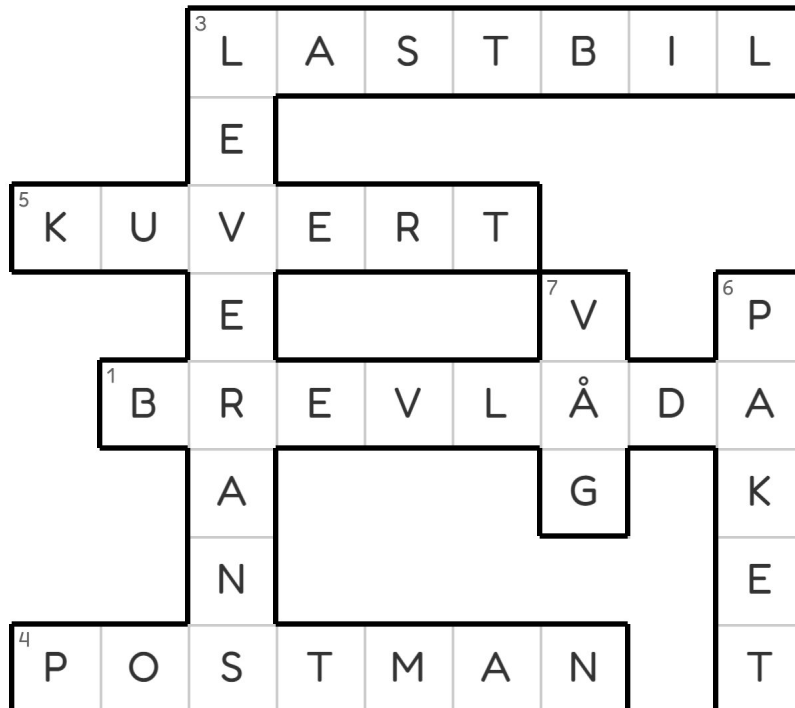 3 L A S T B I L
E
5 K U V E R T
E 7 V 6 P
1 B R E V L Å D A
A G K
N E
4 P O S T M A N T